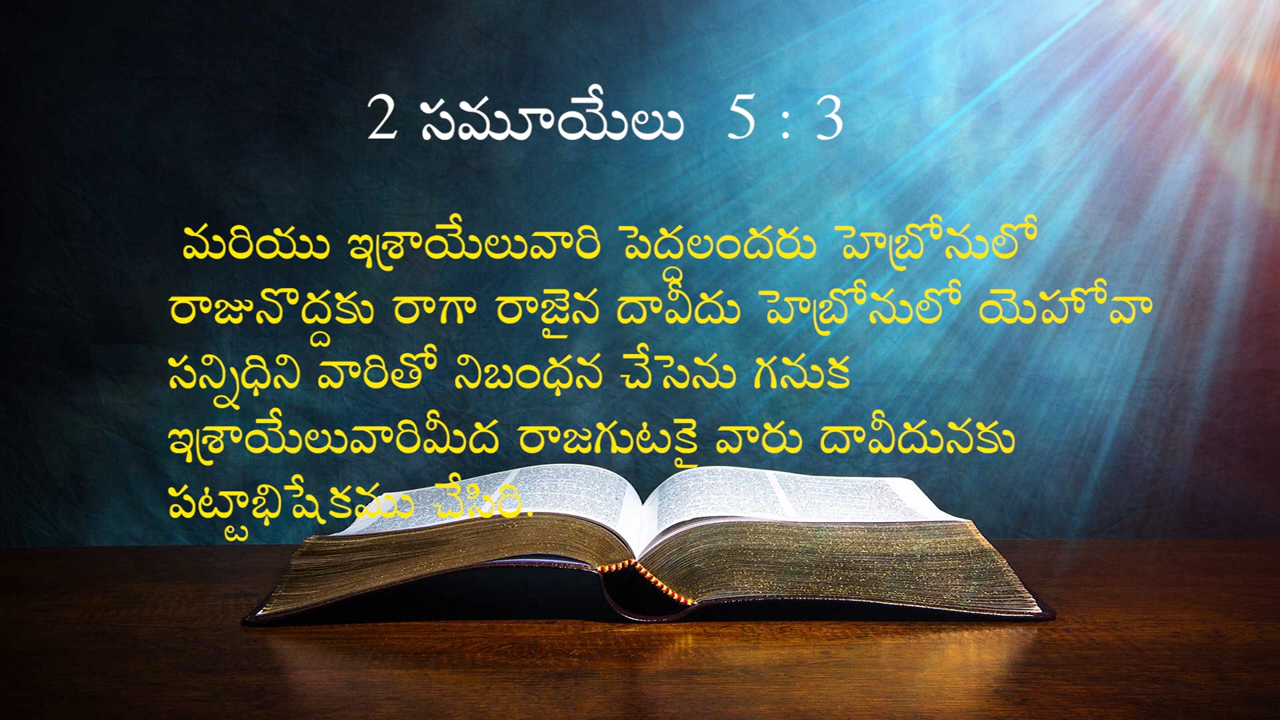 2 సమూయేలు 5 : 3
మరియు ఇశ్రాయేలువారి పెద్దలందరు హెబ్రోనులో
రాజునొద్దకు రాగా రాజైన దావీదు హెబ్రోనులో యెహోవా
సన్నిధిని వారితో నిబంధన చేసెను గనుక
ఇశ్రాయేలువారిమీద రాజగుటకై వారు దావీదునకు
పట్టాభిషేకము చేసిరి.